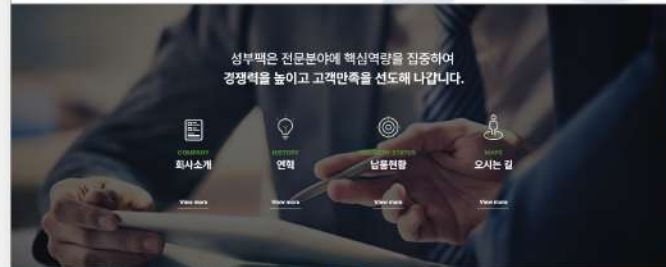 성부팩은 전문분야에 핵심역량을 집중하여
경쟁력을 높이고 고객만족을 선도해 나갑니다.
COMPANY HISTORY STATUS MAPS
회사소개 연혁 납품현황 오시는 길
View more View more View more View more